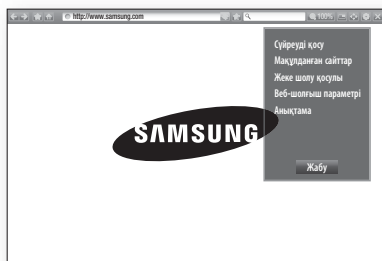 http://www.samsung.com
100%
Сүйреуді қосу
Мақұлданған сайттар
Жеке шолу қосулы
Веб-шолғыш параметрі
Анықтама
SAMSUNG
Жабу